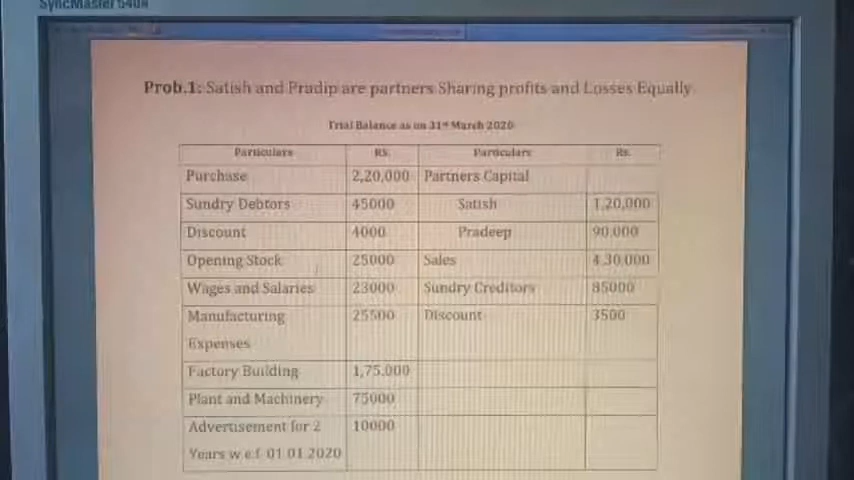 SyncMaster 540n
Prob.1: Satish and Pradip are partners Sharing profits and Losses Equally.
Trial Balance as on 31st March 2020
Particulars RS. Particulars Rs.
Purchase 2,20,000 Partners Capital
Sundry Debtors 45000 Satish 1,20,000
Discount 4000 Pradeep 90,000
Opening Stock 25000 Sales 4,30,000
Wages and Salaries 23000 Sundry Creditors 85000
Manufacturing 25500 Discount 3500
Expenses
Factory Building 1,75,000
Plant and Machinery 75000
Advertisement for 2 10000
Years w.e.f. 01.01.2020